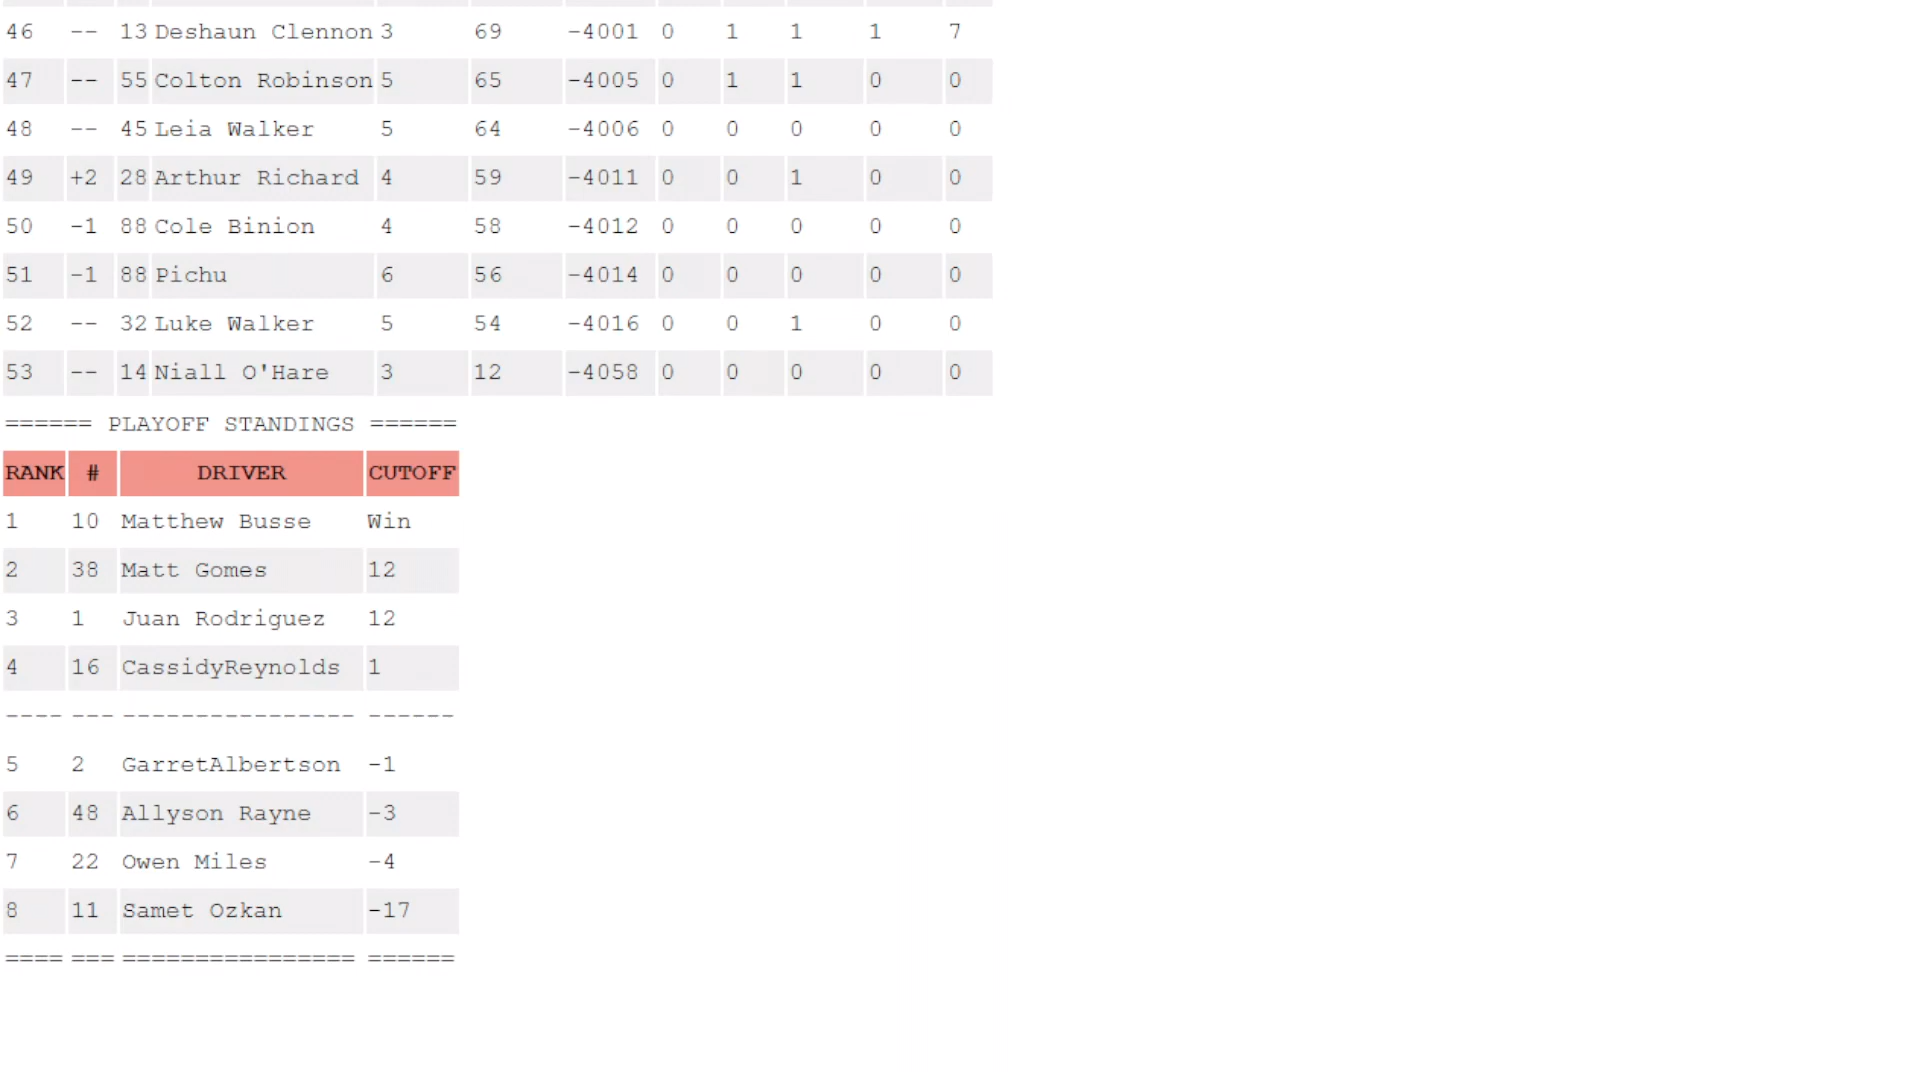 46 -- 13 Deshaun Clennon 3 69 -4001 0 1 1 1 7
47 -- 55 Colton Robinson 5 65 -4005 0 1 1 0 0
48 -- 45 Leia Walker 5 64 -4006 0 0 0 0 0
49 +2 28 Arthur Richard 4 59 -4011 0 0 1 0 0
50 -1 88 Cole Binion 4 58 -4012 0 0 0 0 0
51 -1 88 Pichu 6 56 -4014 0 0 0 0 0
52 -- 32 Luke Walker 5 54 -4016 0 0 1 0 0
53 -- 14 Niall O'Hare 3 12 -4058 0 0 0 0 0
====== PLAYOFF STANDINGS ======
RANK # DRIVER CUTOFF
1 10 Matthew Busse Win
2 38 Matt Gomes 12
3 1 Juan Rodriguez 12
4 16 CassidyReynolds 1
---- --- ---------------- ------
5 2 GarretAlbertson -1
6 48 Allyson Rayne -3
7 22 Owen Miles -4
8 11 Samet Ozkan -17
==== === ================ ======